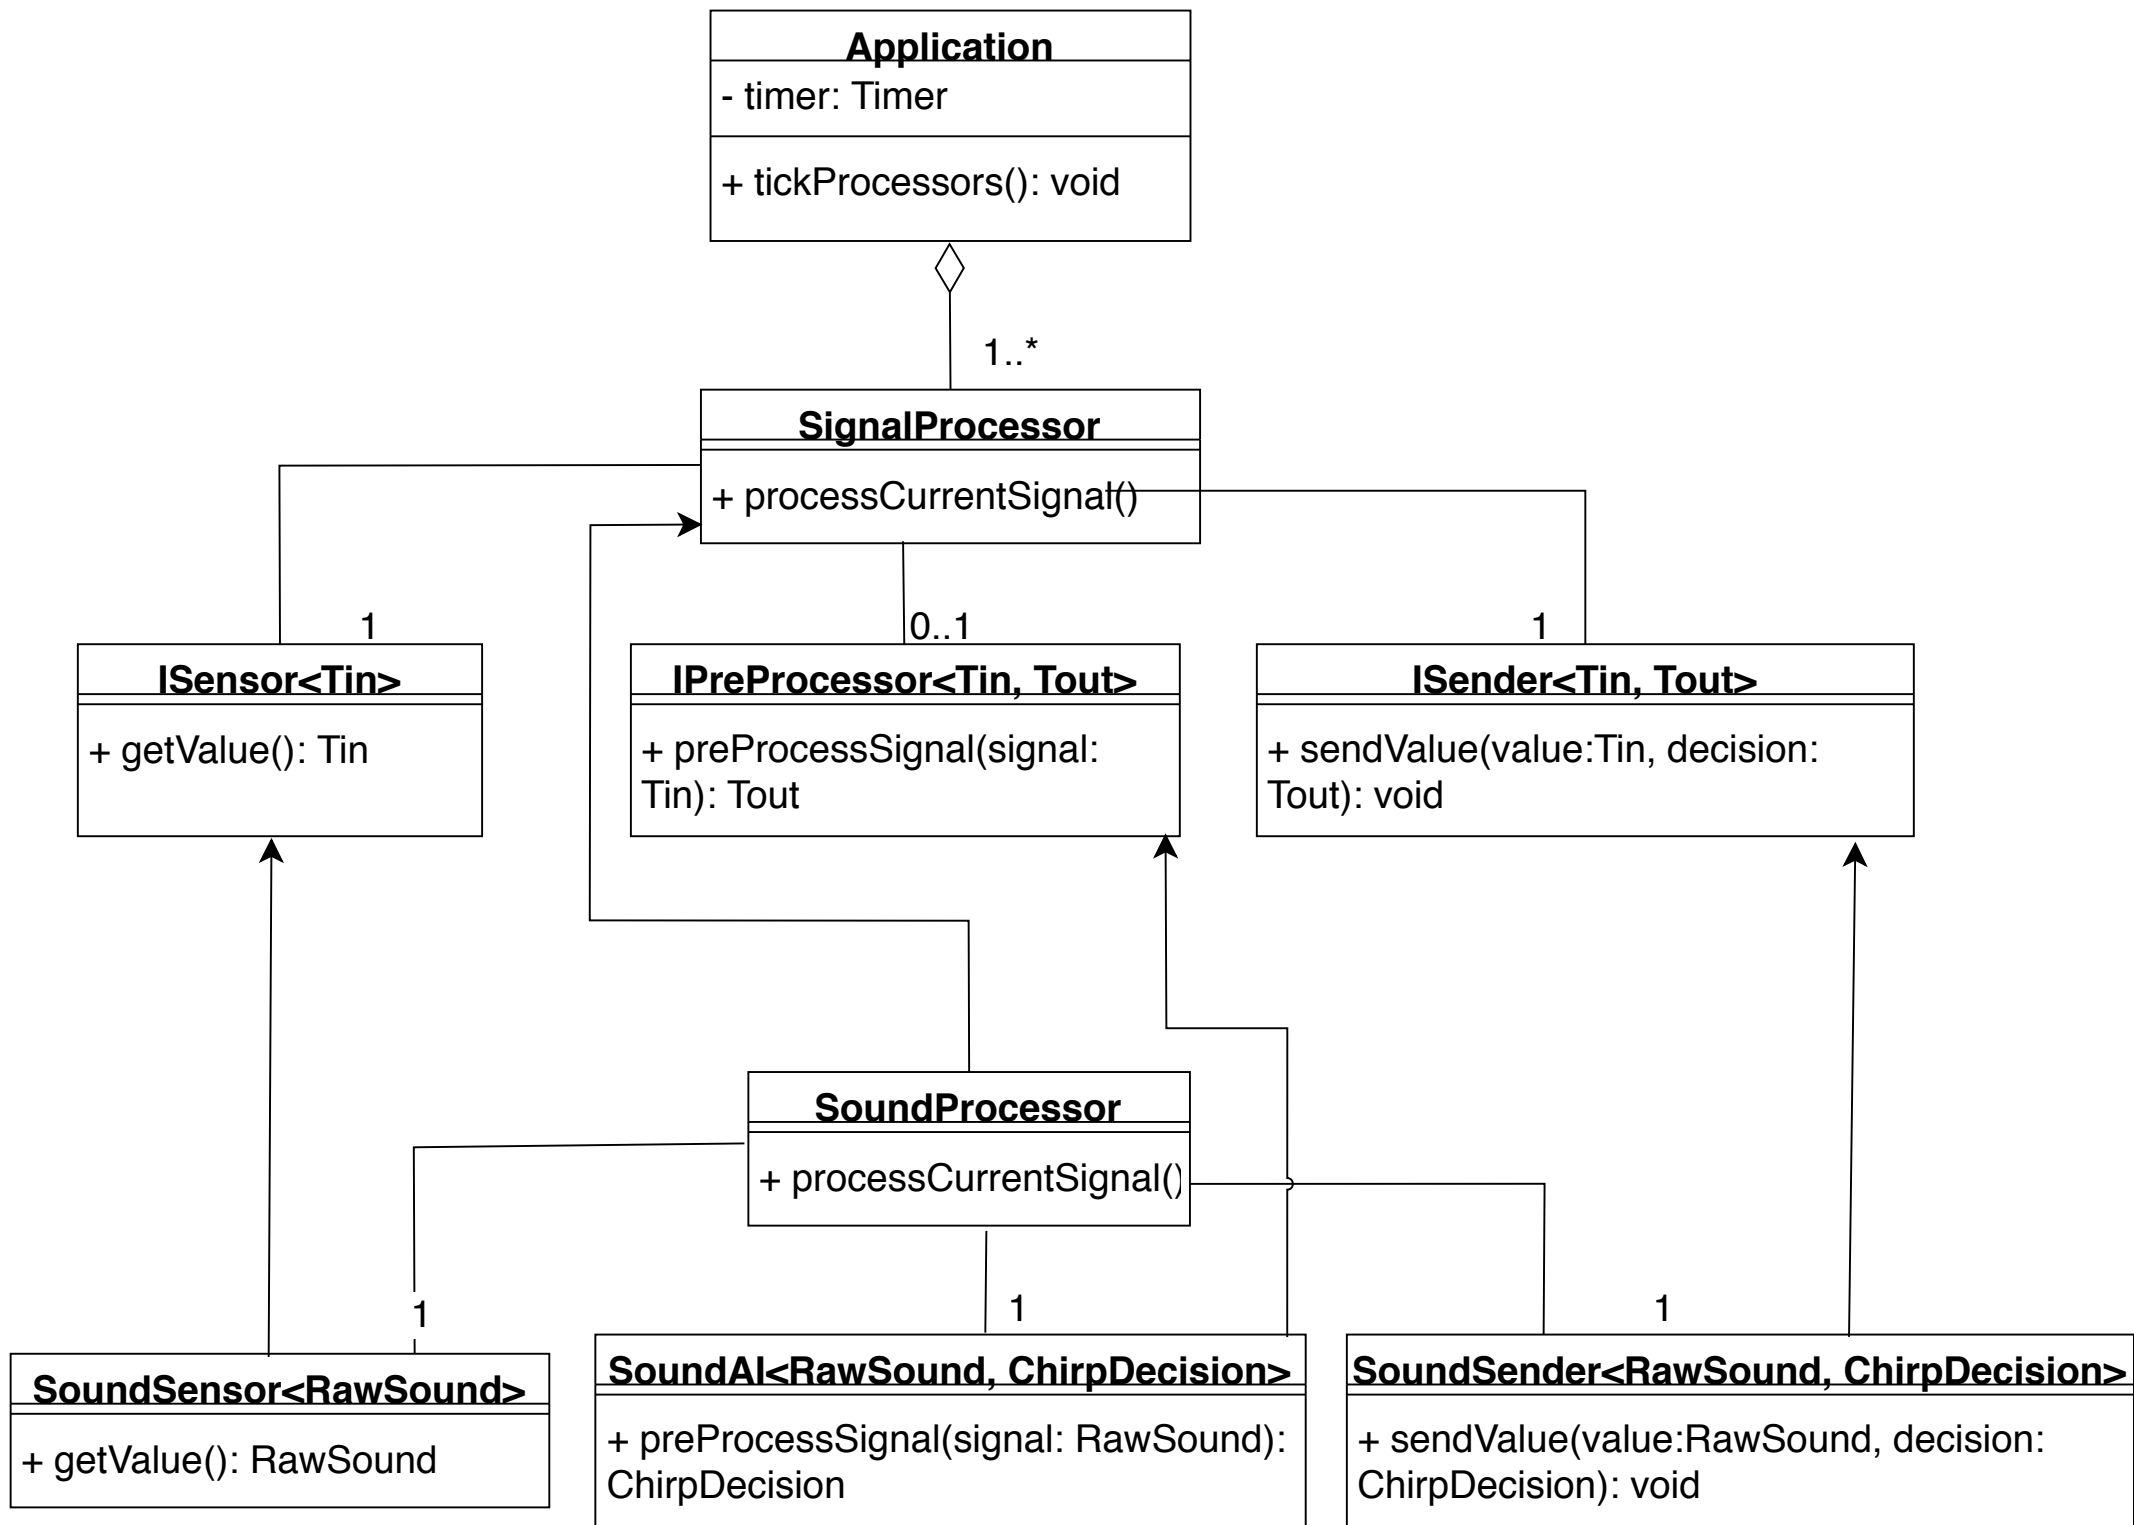 Application
- timer: Timer
+ tickProcessors(): void
1..*
SignalProcessor
+ processCurrentSignal()
1
0..1
1
ISensor<Tin>
+ getValue(): Tin
IPreProcessor<Tin, Tout>
+ preProcessSignal(signal:
Tin): Tout
ISender<Tin, Tout>
+ sendValue(value:Tin, decision:
Tout): void
SoundProcessor
+ processCurrentSignal()
1
1
1
SoundSensor<RawSound>
+ getValue(): RawSound
SoundAI<RawSound, ChirpDecision>
+ preProcessSignal(signal: RawSound):
ChirpDecision
SoundSender<RawSound, ChirpDecision>
+ sendValue(value:RawSound, decision:
ChirpDecision): void